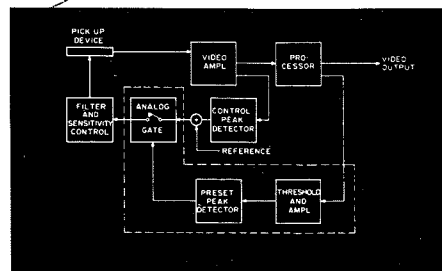 PICK UP
DEVICE
VIDEO
AMPL
PRO-
CESSOR
VIDEO
OUTPUT
FILTER
AND
SENSITIVITY
CONTROL
ANALOG
GATE
+
CONTROL
PEAK
DETECTOR
REFERENCE
PRESET
PEAK
DETECTOR
THRESHOLD
AND
AMPL